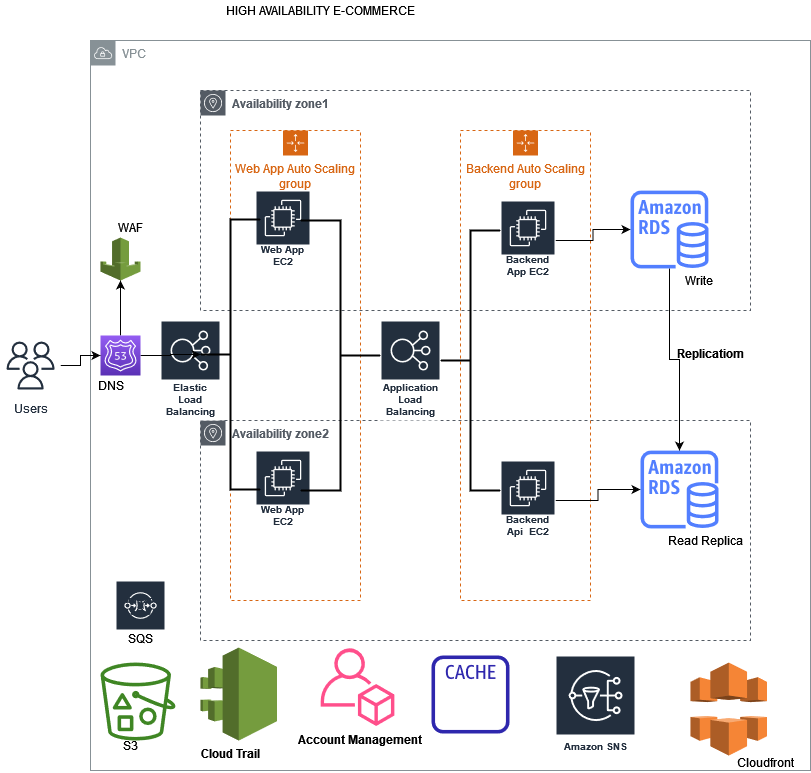 HIGH AVAILABILITY E-COMMERCE
VPC
Availability zone1
Web App Auto Scaling
group
Backend Auto Scaling
group
Web App
EC2
Backend
App EC2
Amazon
RDS
Write
WAF
53
DNS
Users
Elastic
Load
Balancing
Application
Load
Balancing
Replicatiom
Availability zone2
Web App
EC2
Backend
Api EC2
Amazon
RDS
Read Replica
SQS
S3
Cloud Trail
Account Management
CACHE
Amazon SNS
Cloudfront